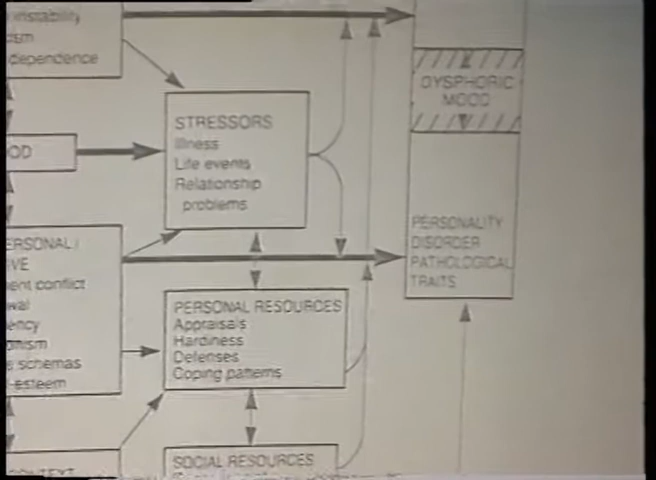 instability
dependence
STRESSORS
Illness
Life events
Relationship
problems
DYSPHORIC
MOOD
PERSONALITY
DISORDER
PATHOLOGICAL
TRAITS
conflict
schemas
-esteem
PERSONAL RESOURCES
Appraisals
Hardiness
Defenses
Coping patterns
SOCIAL RESOURCES